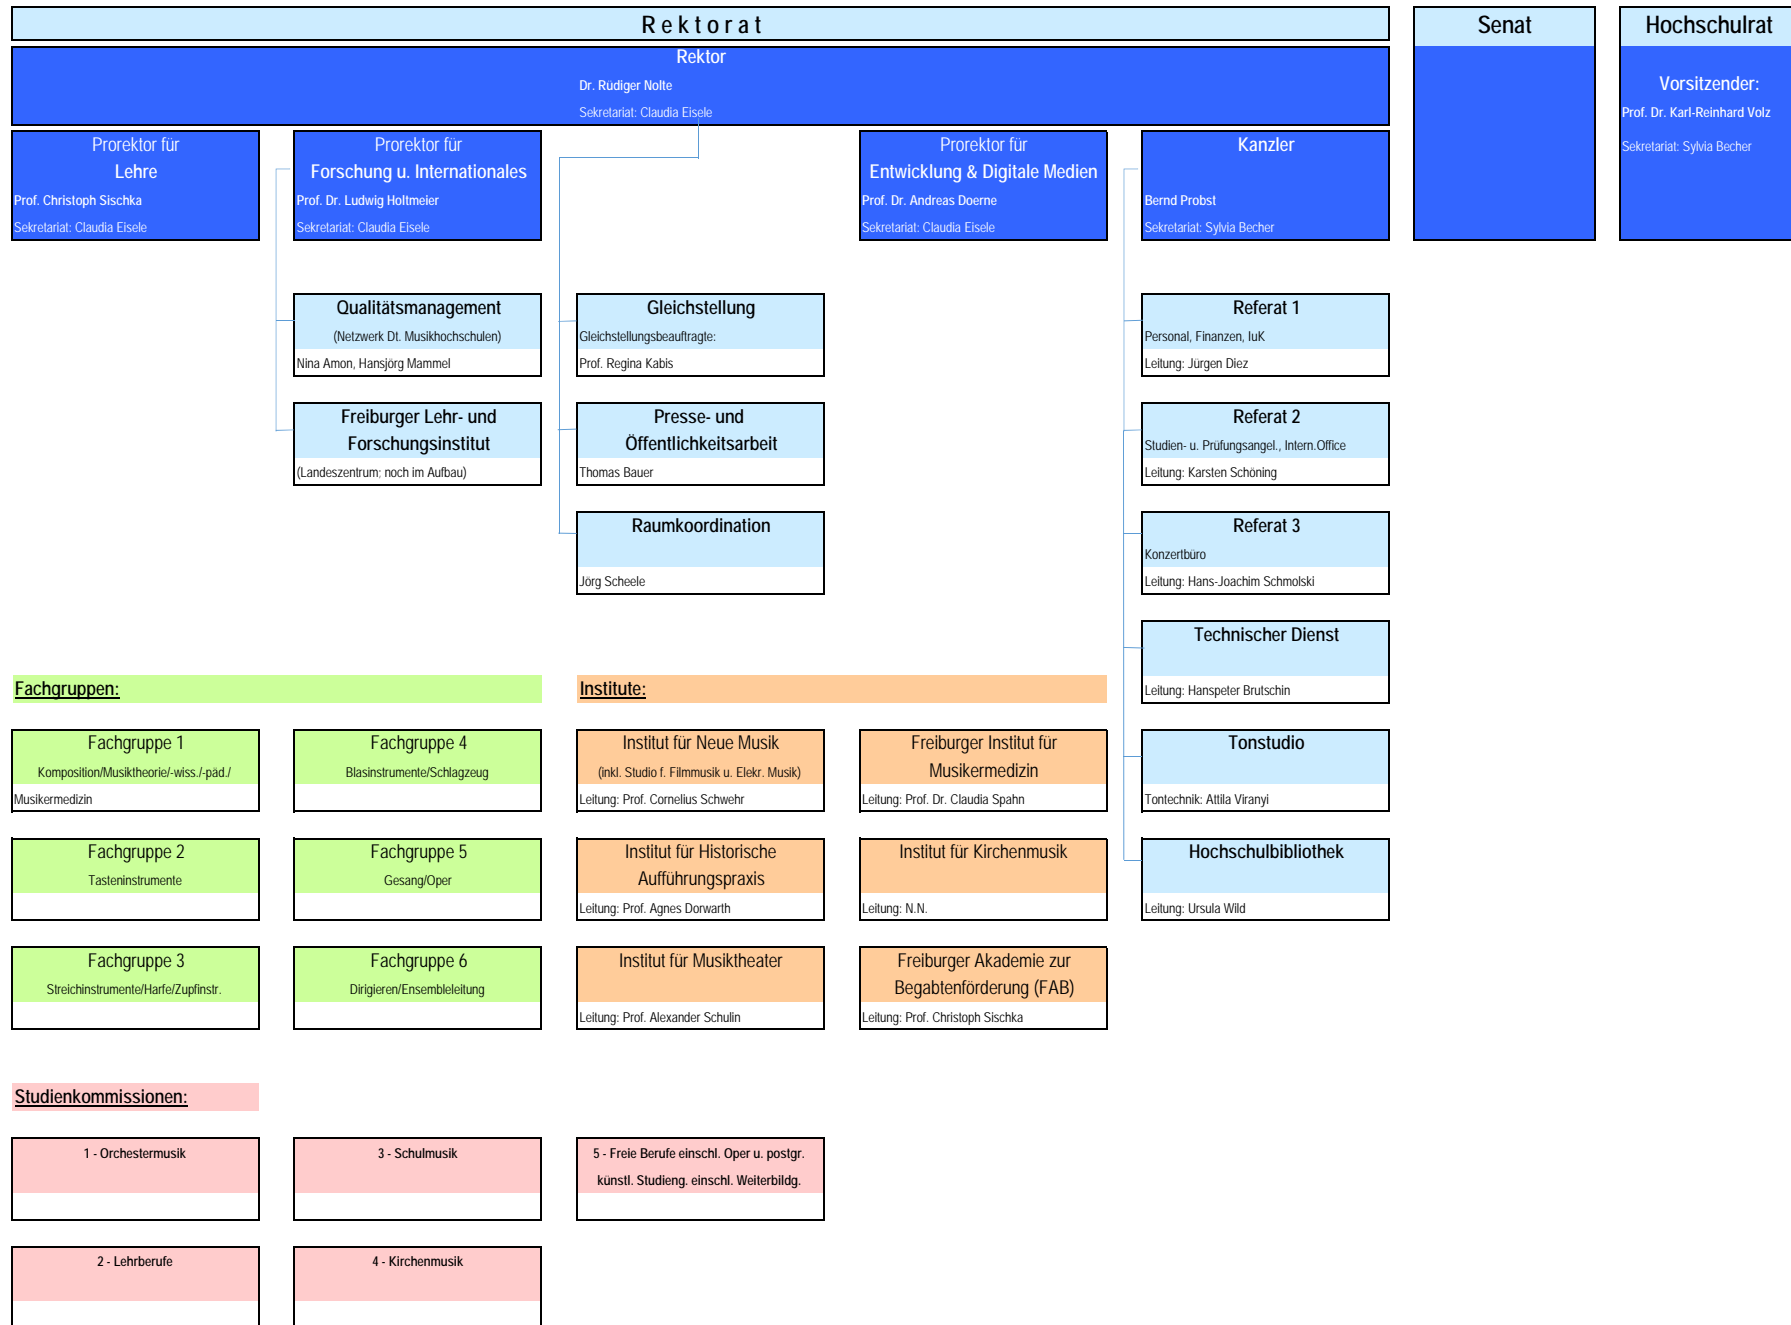 Rektorat
Rektor
Dr. Rüdiger Nolte
Sekretariat: Claudia Eisele
Senat
Hochschulrat
Vorsitzender:
Prof. Dr. Karl-Reinhard Volz
Sekretariat: Sylvia Becher
Prorektor für
Lehre
Prof. Christoph Sischka
Sekretariat: Claudia Eisele
Prorektor für
Forschung u. Internationales
Prof. Dr. Ludwig Holtmeier
Sekretariat: Claudia Eisele
Prorektor für
Entwicklung & Digitale Medien
Prof. Dr. Andreas Doerne
Sekretariat: Claudia Eisele
Kanzler
Bernd Probst
Sekretariat: Sylvia Becher
Qualitätsmanagement
(Netzwerk Dt. Musikhochschulen)
Nina Amon, Hansjörg Mammel
Gleichstellung
Gleichstellungsbeauftragte:
Prof. Regina Kabis
Referat 1
Personal, Finanzen, IuK
Leitung: Jürgen Diez
Freiburger Lehr- und
Forschungsinstitut
(Landeszentrum; noch im Aufbau)
Presse- und
Öffentlichkeitsarbeit
Thomas Bauer
Referat 2
Studien- u. Prüfungsangel., Intern.Office
Leitung: Karsten Schöning
Raumkoordination
Jörg Scheele
Referat 3
Konzertbüro
Leitung: Hans-Joachim Schmolski
Technischer Dienst
Leitung: Hanspeter Brutschin
Fachgruppen:
Institute:
Fachgruppe 1
Komposition/Musiktheorie/-wiss./-päd./
Musikermedizin
Fachgruppe 4
Blasinstrumente/Schlagzeug
Institut für Neue Musik
(inkl. Studio f. Filmmusik u. Elekr. Musik)
Leitung: Prof. Cornelius Schwehr
Freiburger Institut für
Musikermedizin
Leitung: Prof. Dr. Claudia Spahn
Tonstudio
Tontechnik: Attila Viranyi
Fachgruppe 2
Tasteninstrumente
Fachgruppe 5
Gesang/Oper
Institut für Historische
Aufführungspraxis
Leitung: Prof. Agnes Dorwarth
Institut für Kirchenmusik
Leitung: N.N.
Hochschulbibliothek
Leitung: Ursula Wild
Fachgruppe 3
Streichinstrumente/Harfe/Zupfinstr.
Fachgruppe 6
Dirigieren/Ensembleleitung
Institut für Musiktheater
Leitung: Prof. Alexander Schulin
Freiburger Akademie zur
Begabtenförderung (FAB)
Leitung: Prof. Christoph Sischka
Studienkommissionen:
1 - Orchestermusik
3 - Schulmusik
5 - Freie Berufe einschl. Oper u. postgr.
künstl. Studieng. einschl. Weiterbildg.
2 - Lehrberufe
4 - Kirchenmusik